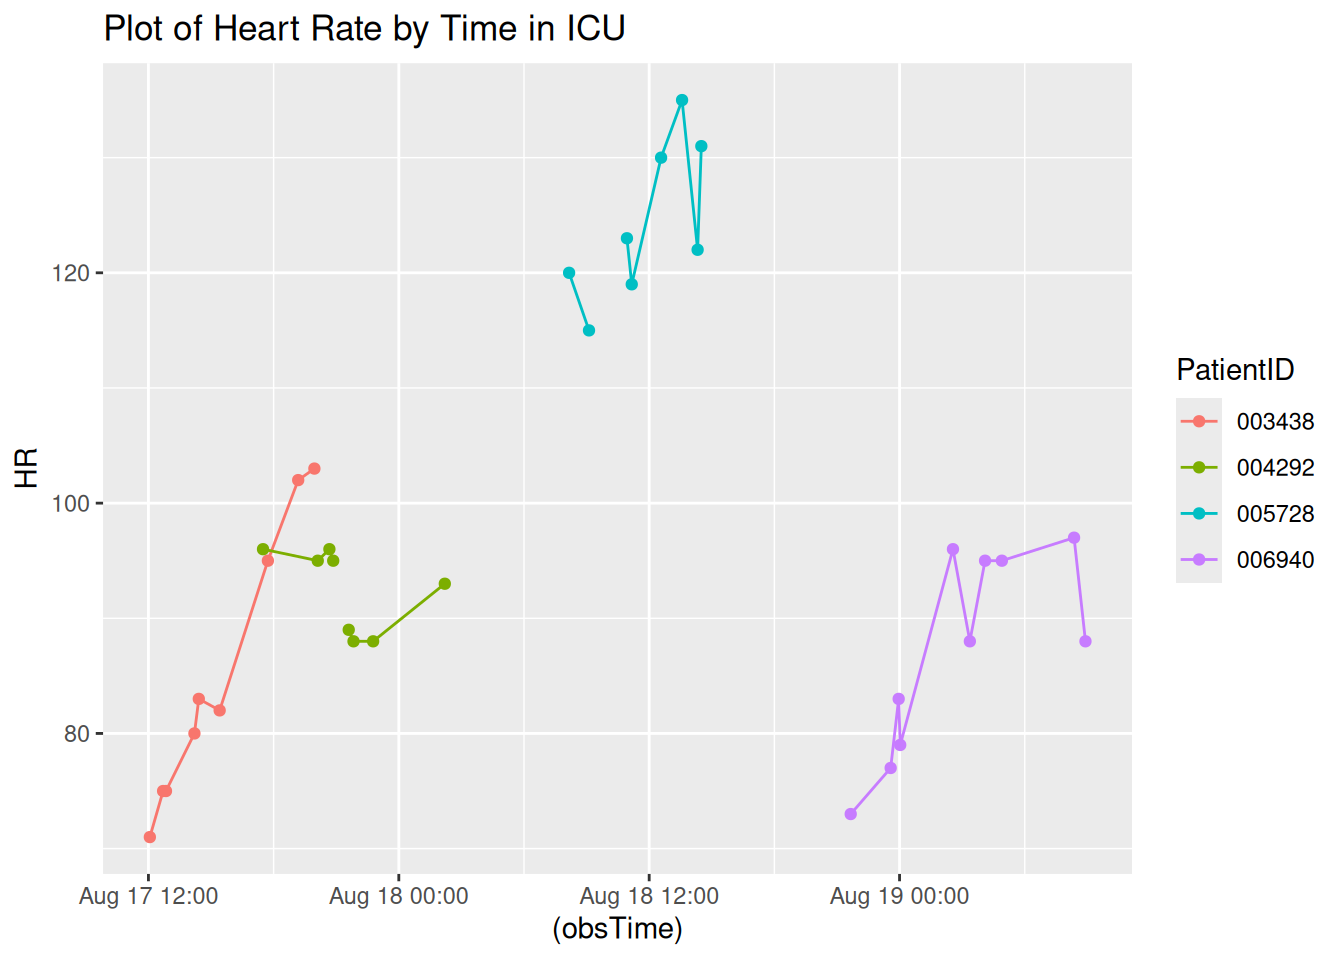 Plot of Heart Rate by Time in ICU
HR
120
100
80
Aug 17 12:00
Aug 18 00:00
Aug 18 12:00
Aug 19 00:00
(obsTime)
PatientID
003438
004292
005728
006940